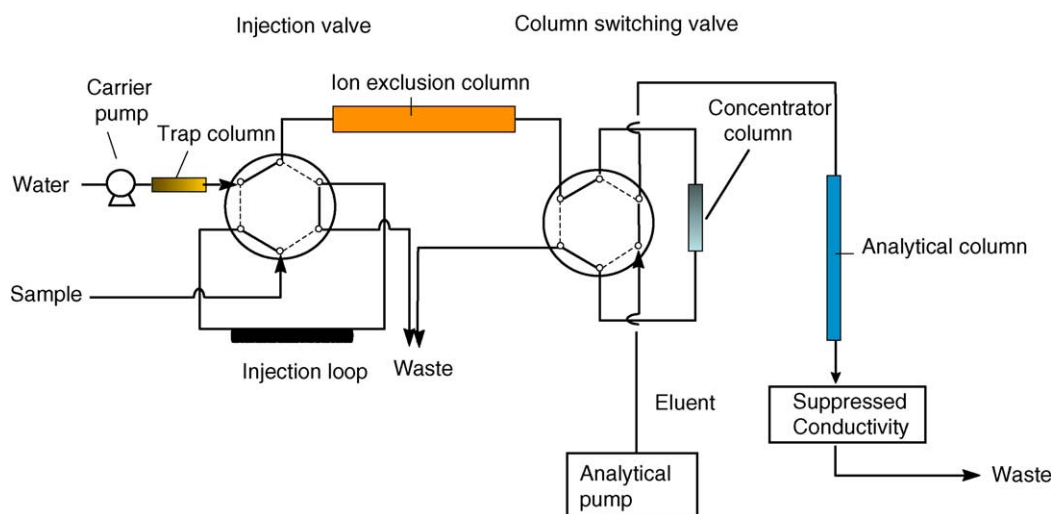 Injection valve
Column switching valve
Carrier
pump
Ion exclusion column
Concentrator
column
Trap column
Water
Analytical column
Sample
Injection loop
Waste
Eluent
Suppressed
Conductivity
Analytical
pump
Waste